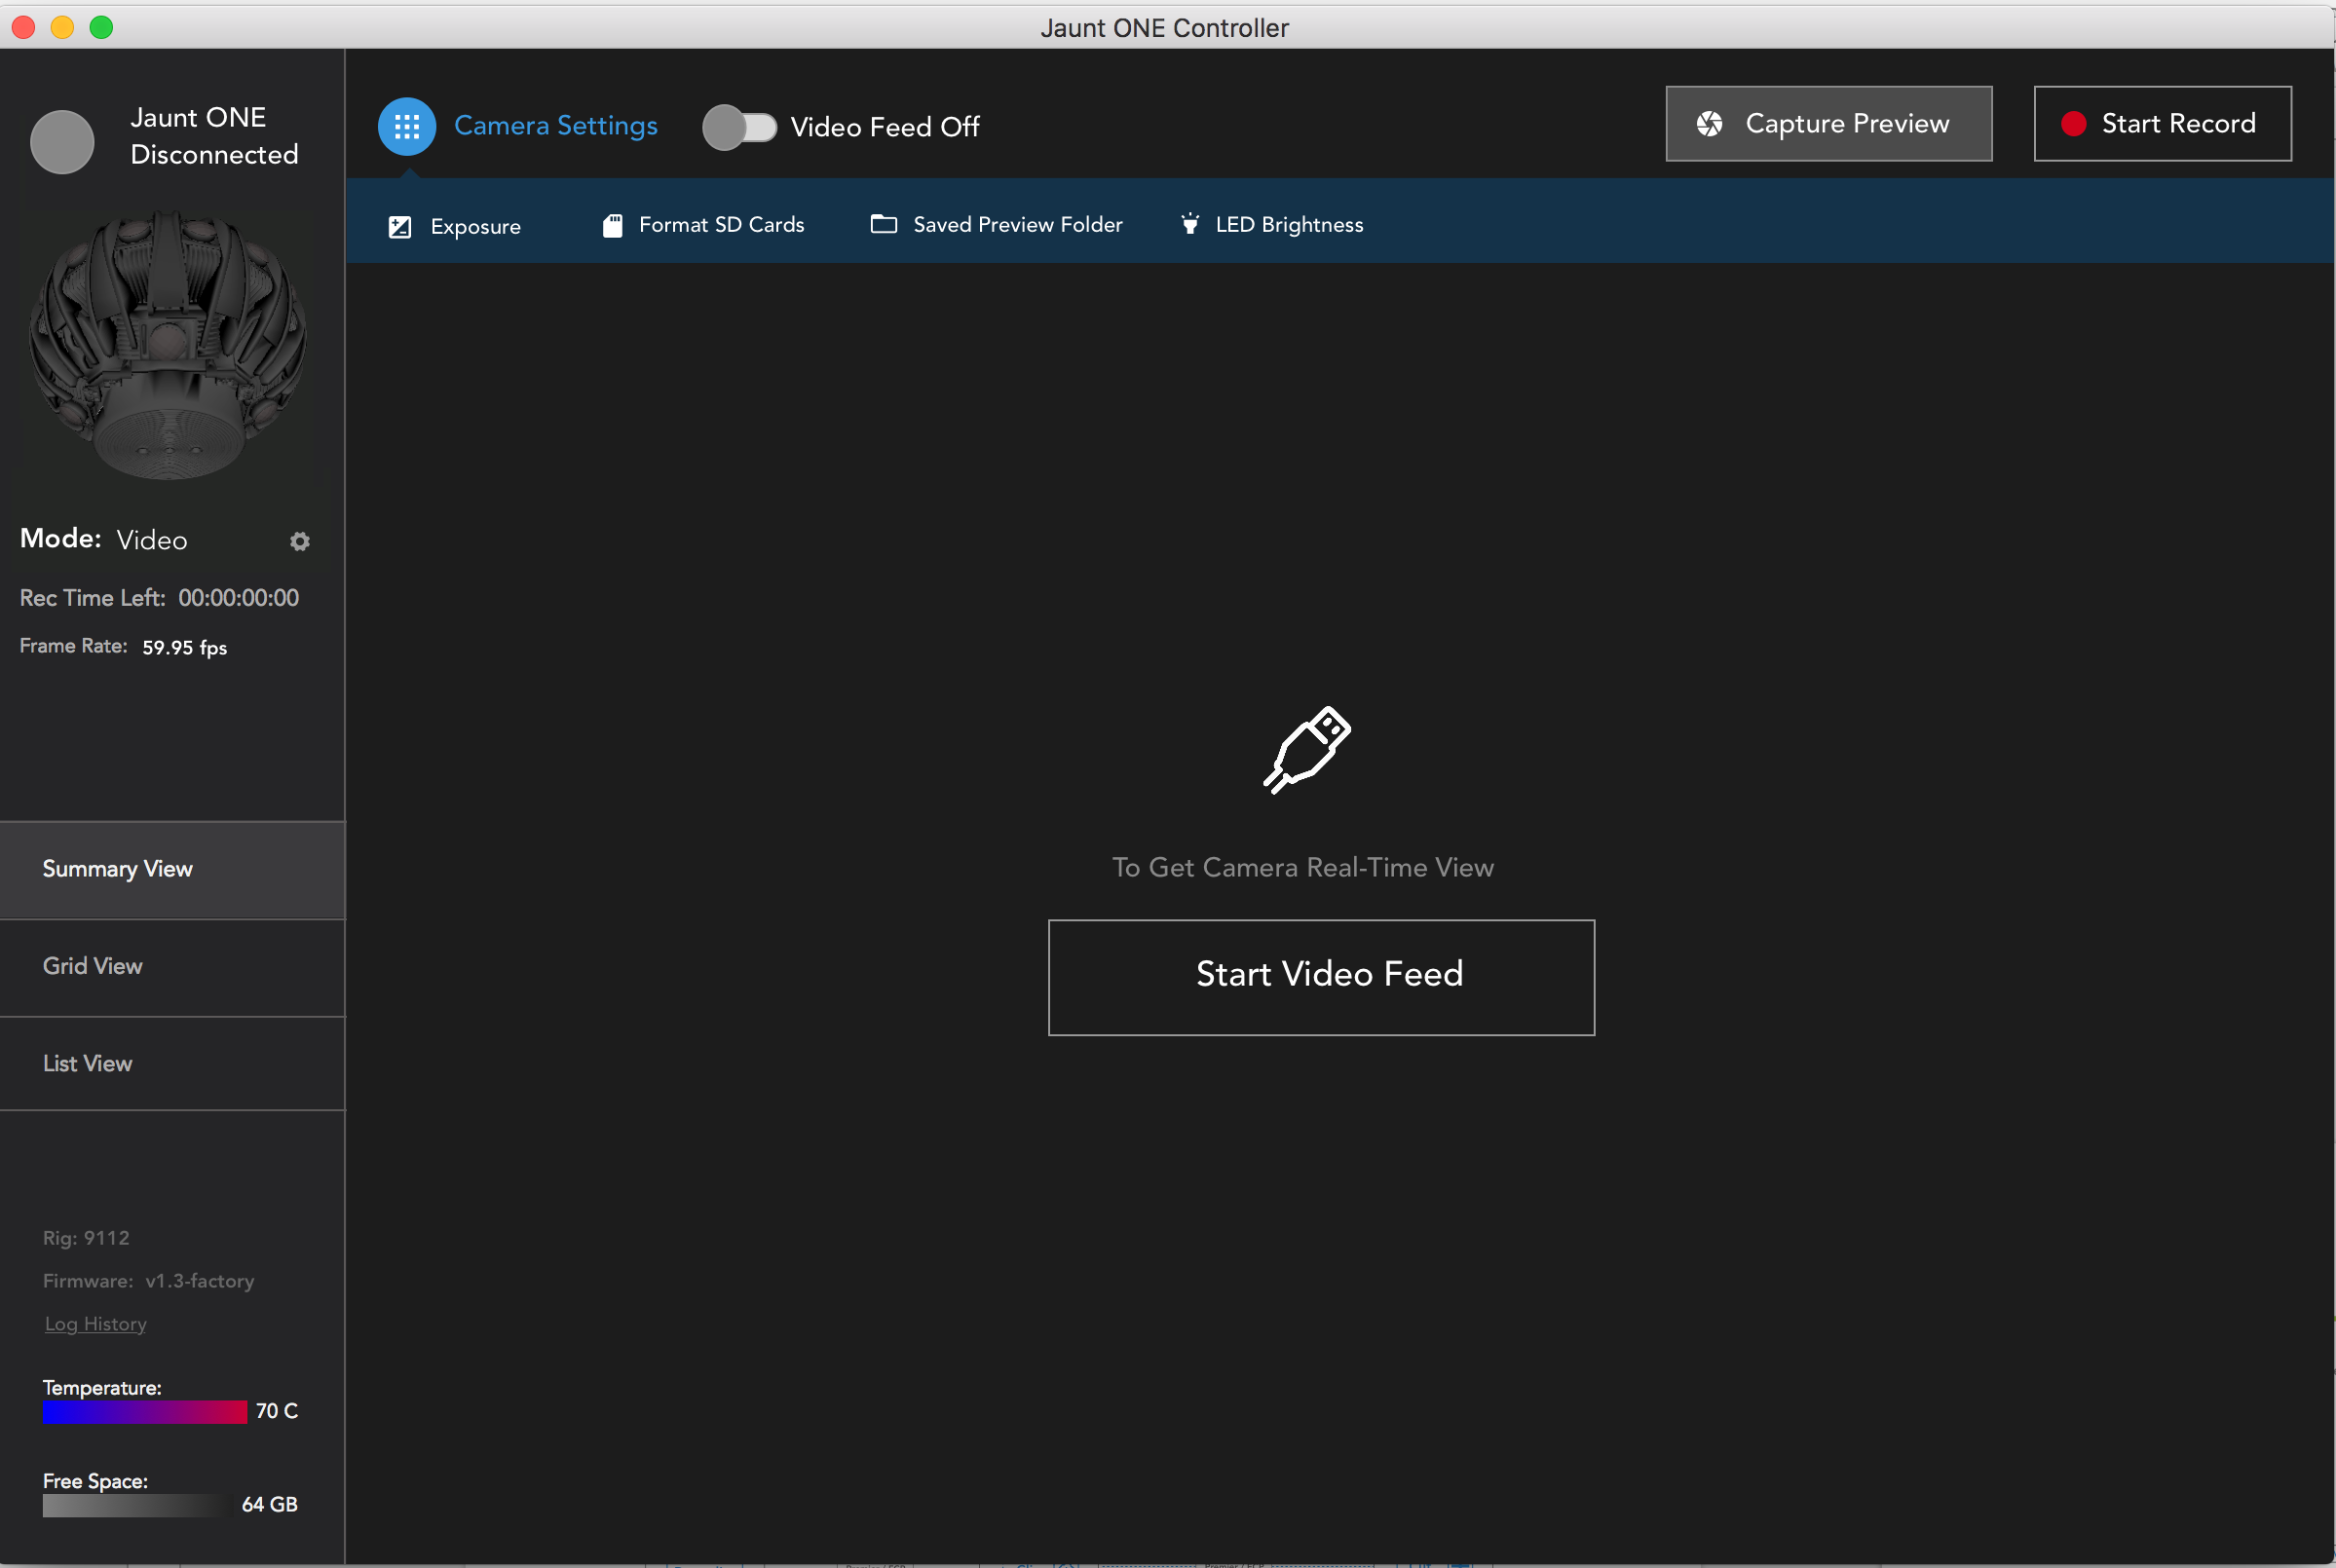 Jaunt ONE Controller
Jaunt ONE
Disconnected
Camera Settings
Video Feed Off
Capture Preview
Start Record
Exposure
Format SD Cards
Saved Preview Folder
LED Brightness
Mode: Video
Rec Time Left: 00:00:00:00
Frame Rate: 59.95 fps
To Get Camera Real-Time View
Start Video Feed
Summary View
Grid View
List View
Rig: 9112
Firmware: v1.3-factory
Log History
Temperature:
70 C
Free Space:
64 GB